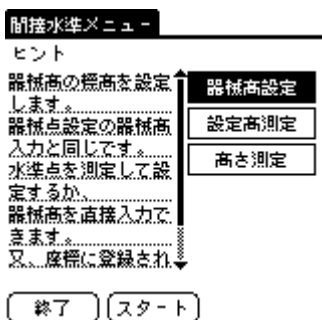 間接水準メニュー
ヒント
器械高の標高を設定
します。
器械点設定の器械高
入力と同じです。
水準点を測定して設
定するか、
器械高を直接入力で
きます。
又、座標に登録され
器械高設定
設定高測定
高さ測定
終了
スタート